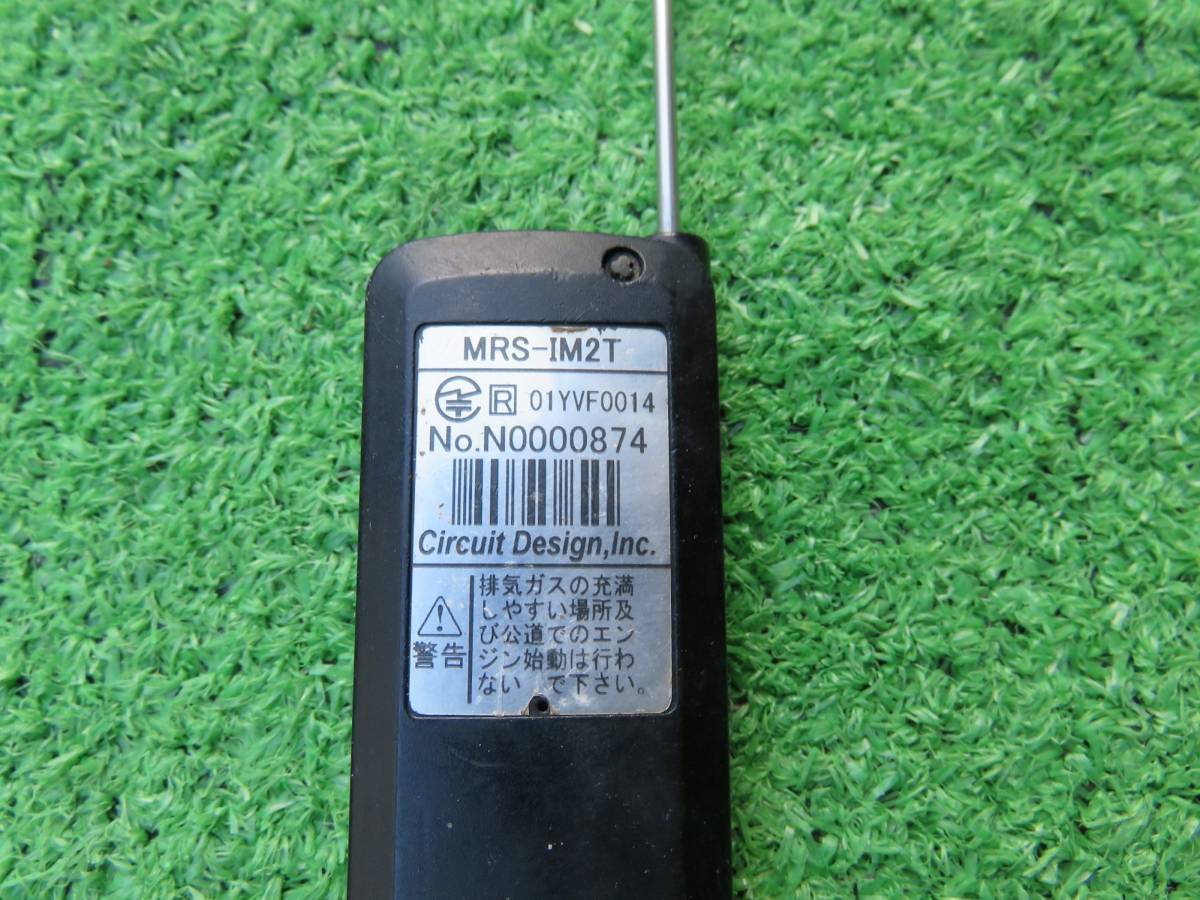 MRS-IM2T
R 01YVF0014
No.N0000874
Circuit Design,Inc.
警告
排気ガスの充満
しやすい場所及
び公道でのエン
ジン始動は行わ
ない で下さい。